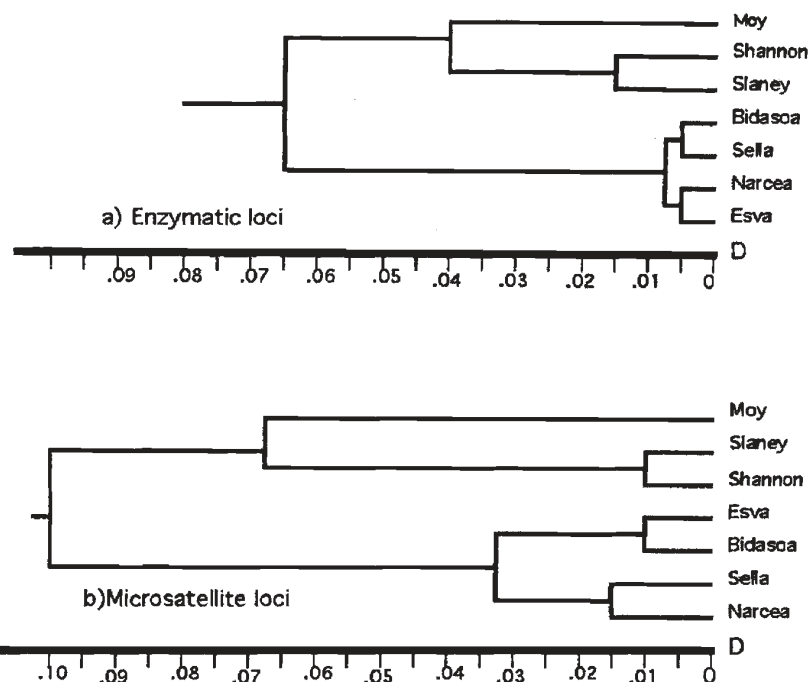 Moy
Shannon
Slaney
Bidasoa
Sella
Narcea
Esva
a) Enzymatic loci
D
.09 .08 .07 .06 .05 .04 .03 .02 .01 0
Moy
Slaney
Shannon
Esva
Bidasoa
Sella
Narcea
b)Microsatellite loci
D
.10 .09 .08 .07 .06 .05 .04 .03 .02 .01 0